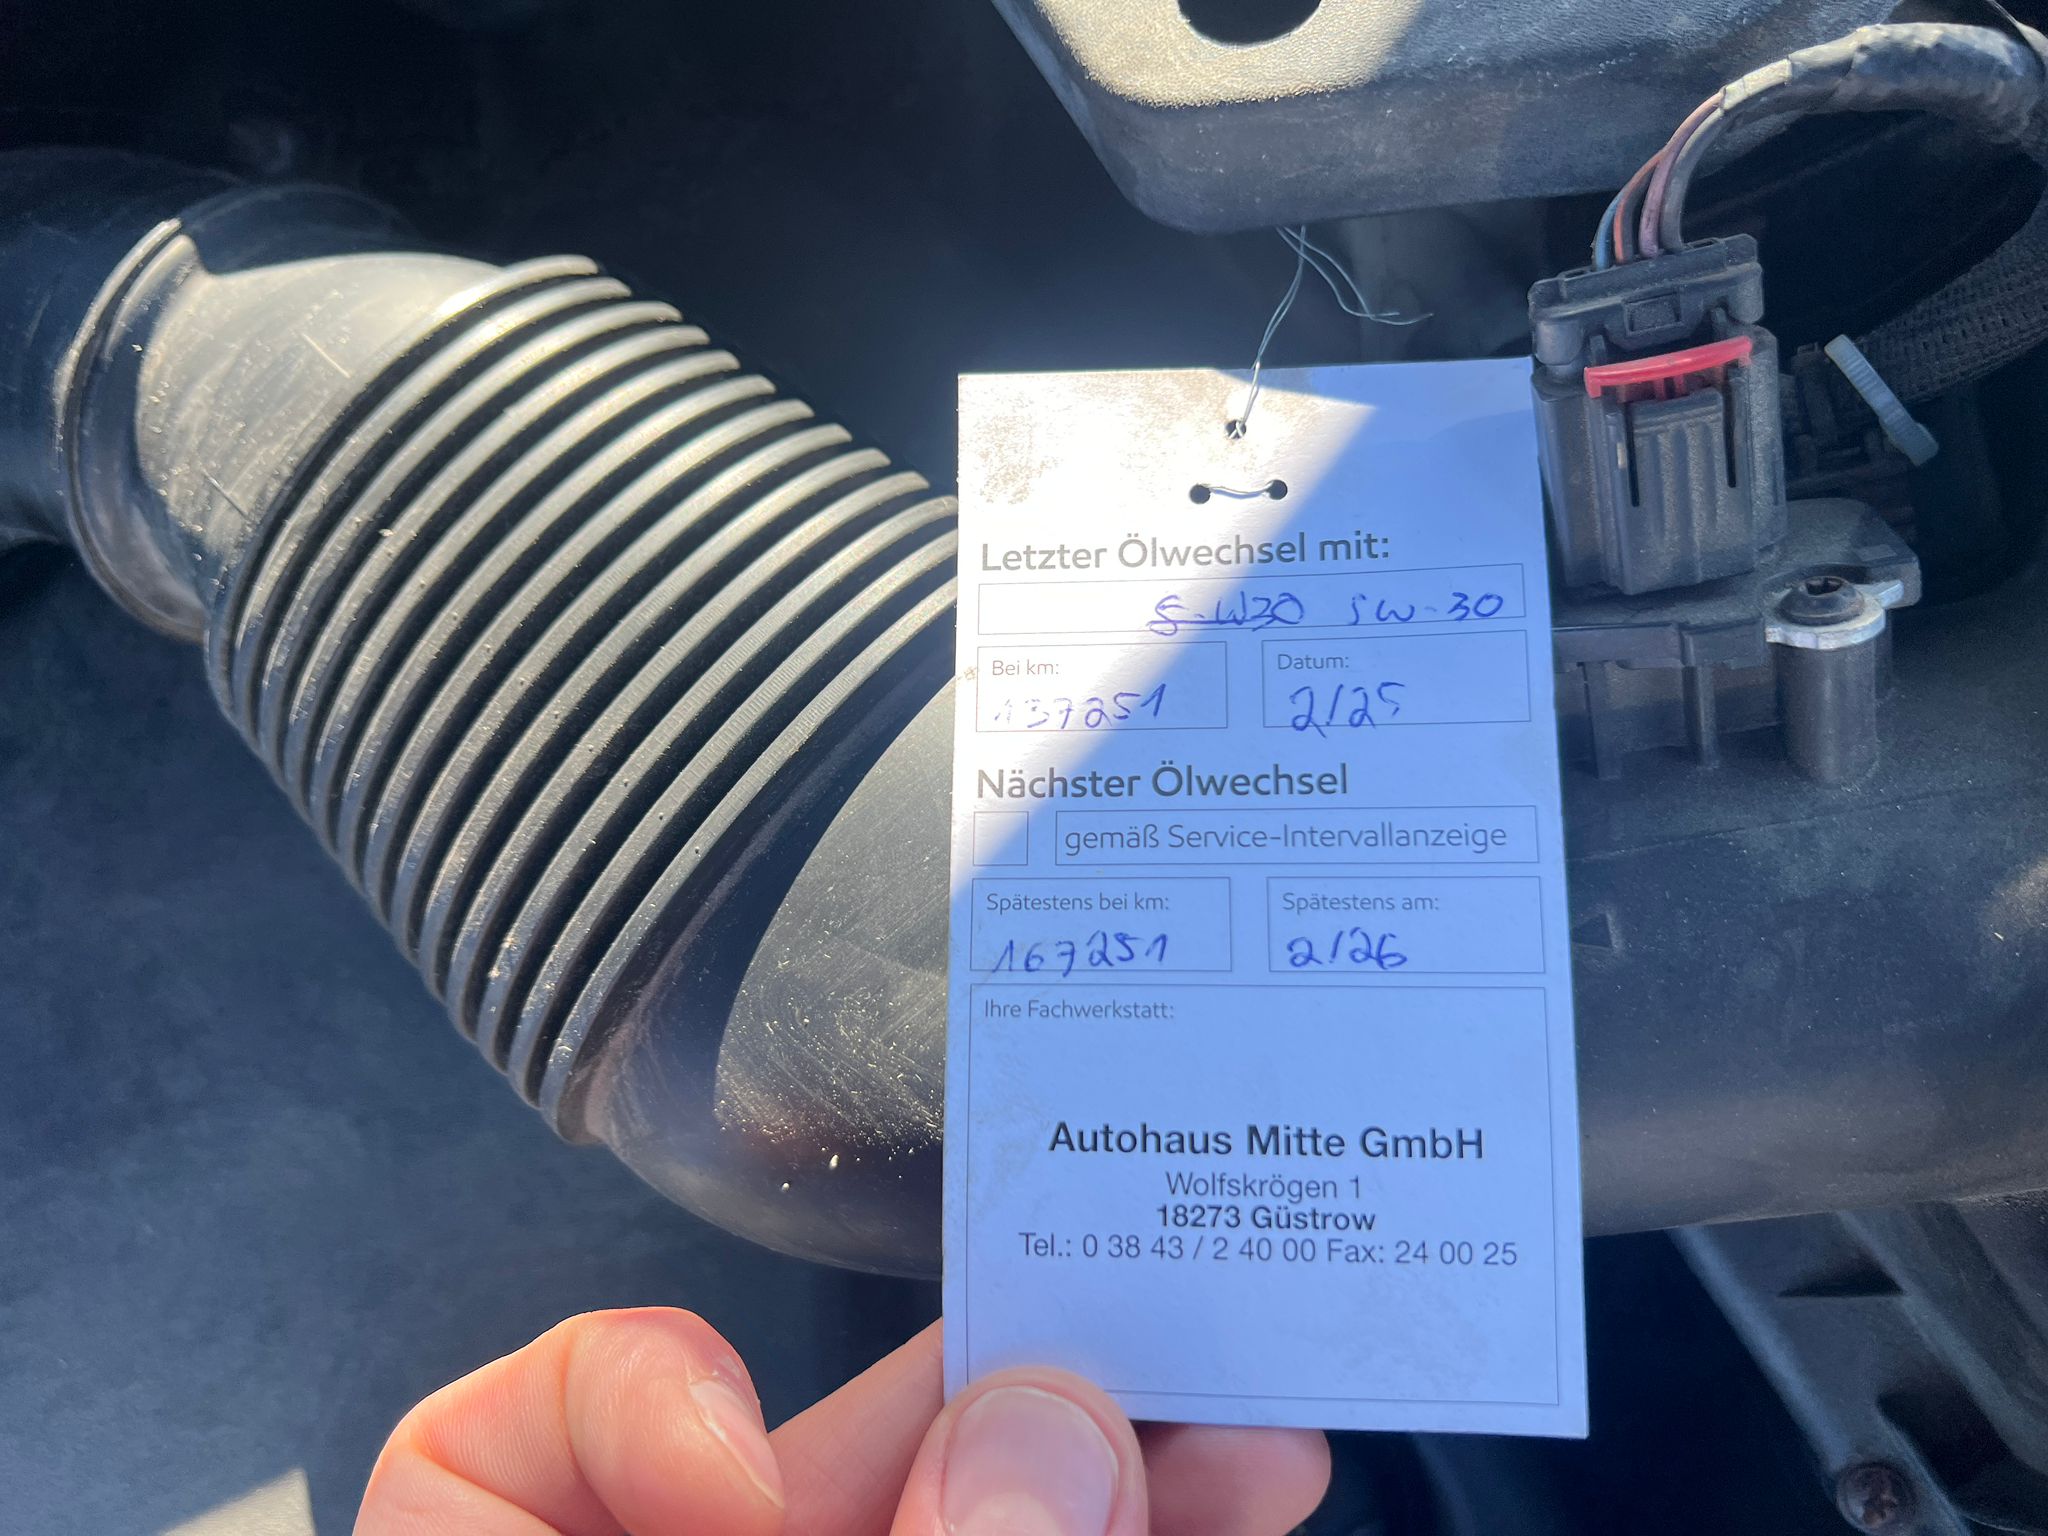 Letzter Ölwechsel mit:
5-W30 5W-30
Bei km:
137251
Datum:
2/25
Nächster Ölwechsel
gemäß Service-Intervallanzeige
Spätestens bei km:
167251
Spätestens am:
2/26
Ihre Fachwerkstatt:
Autohaus Mitte GmbH
Wolfskrögen 1
18273 Güstrow
Tel.: 0 38 43 / 2 40 00 Fax: 24 00 25